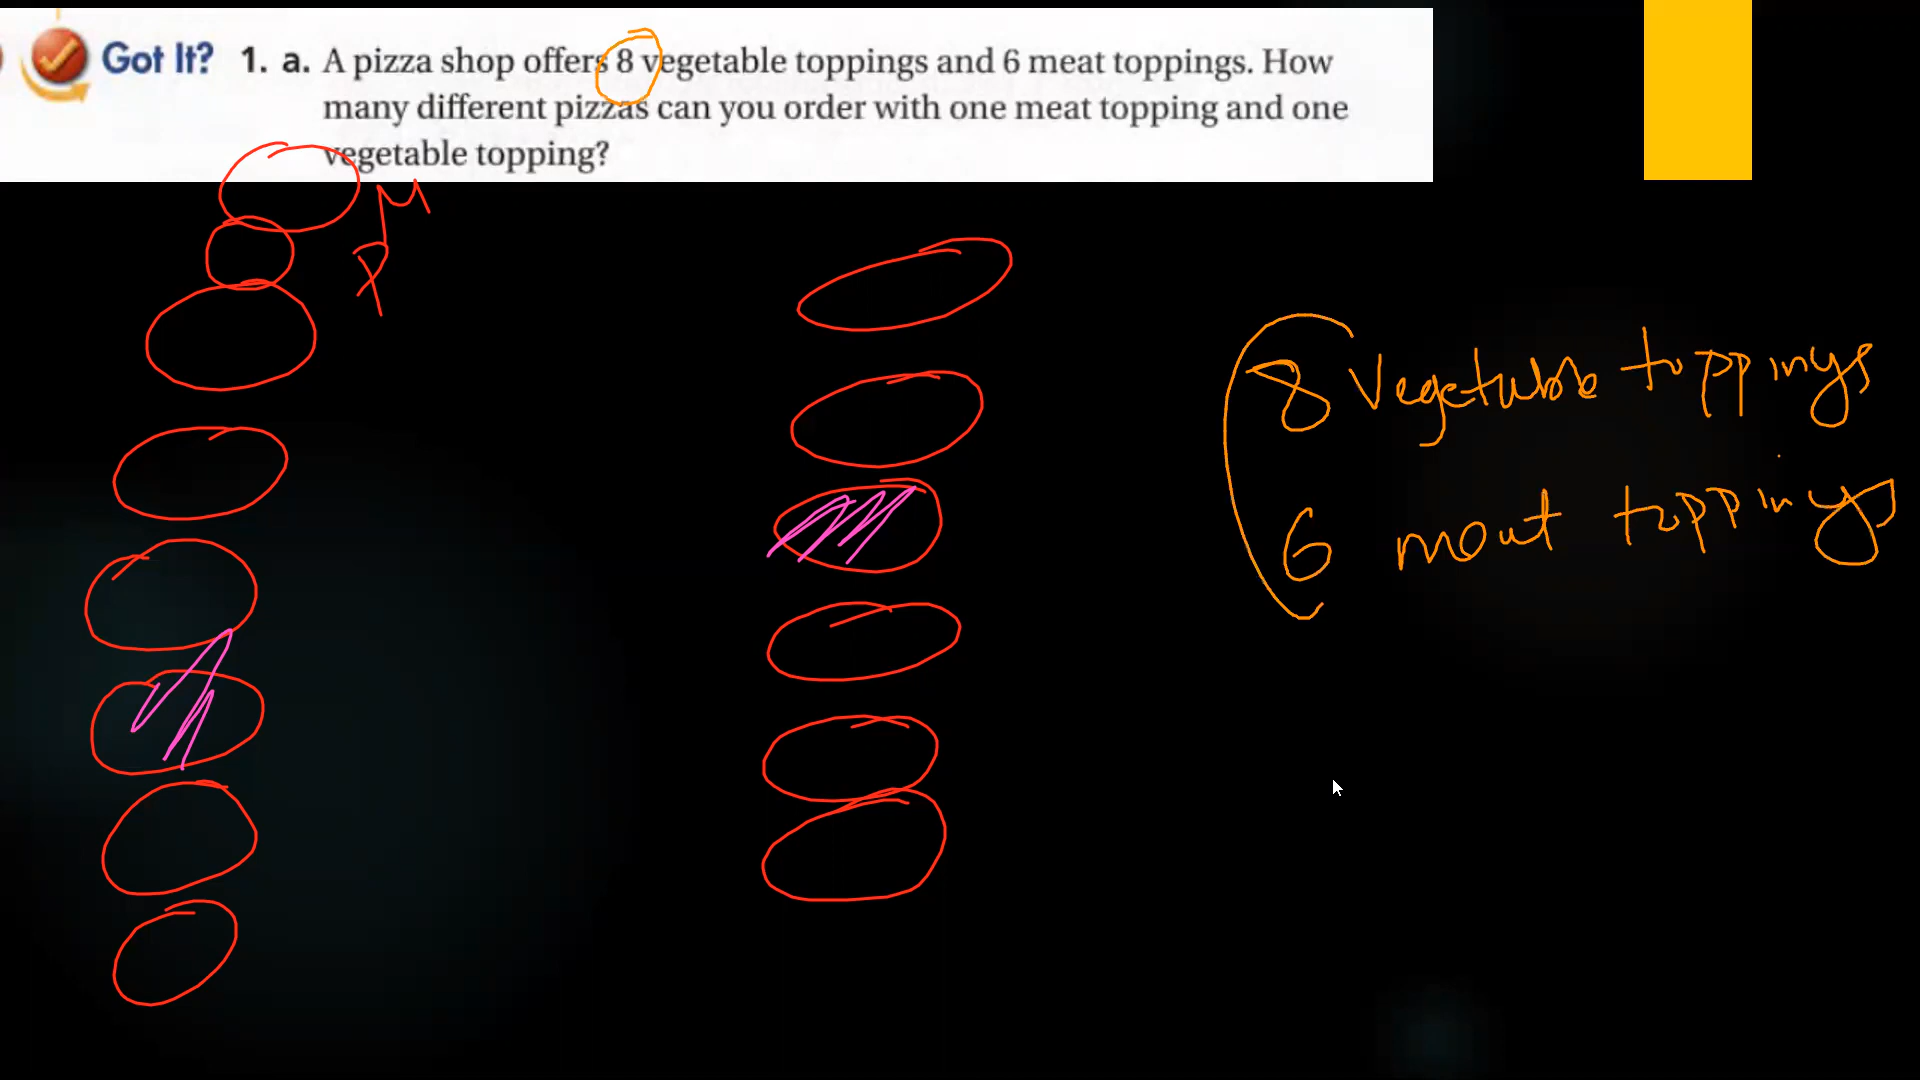 Got It? 1. a. A pizza shop offers 8 vegetable toppings and 6 meat toppings. How
many different pizzas can you order with one meat topping and one
vegetable topping?
M
P
8 Vegetable toppings
6 meat toppings